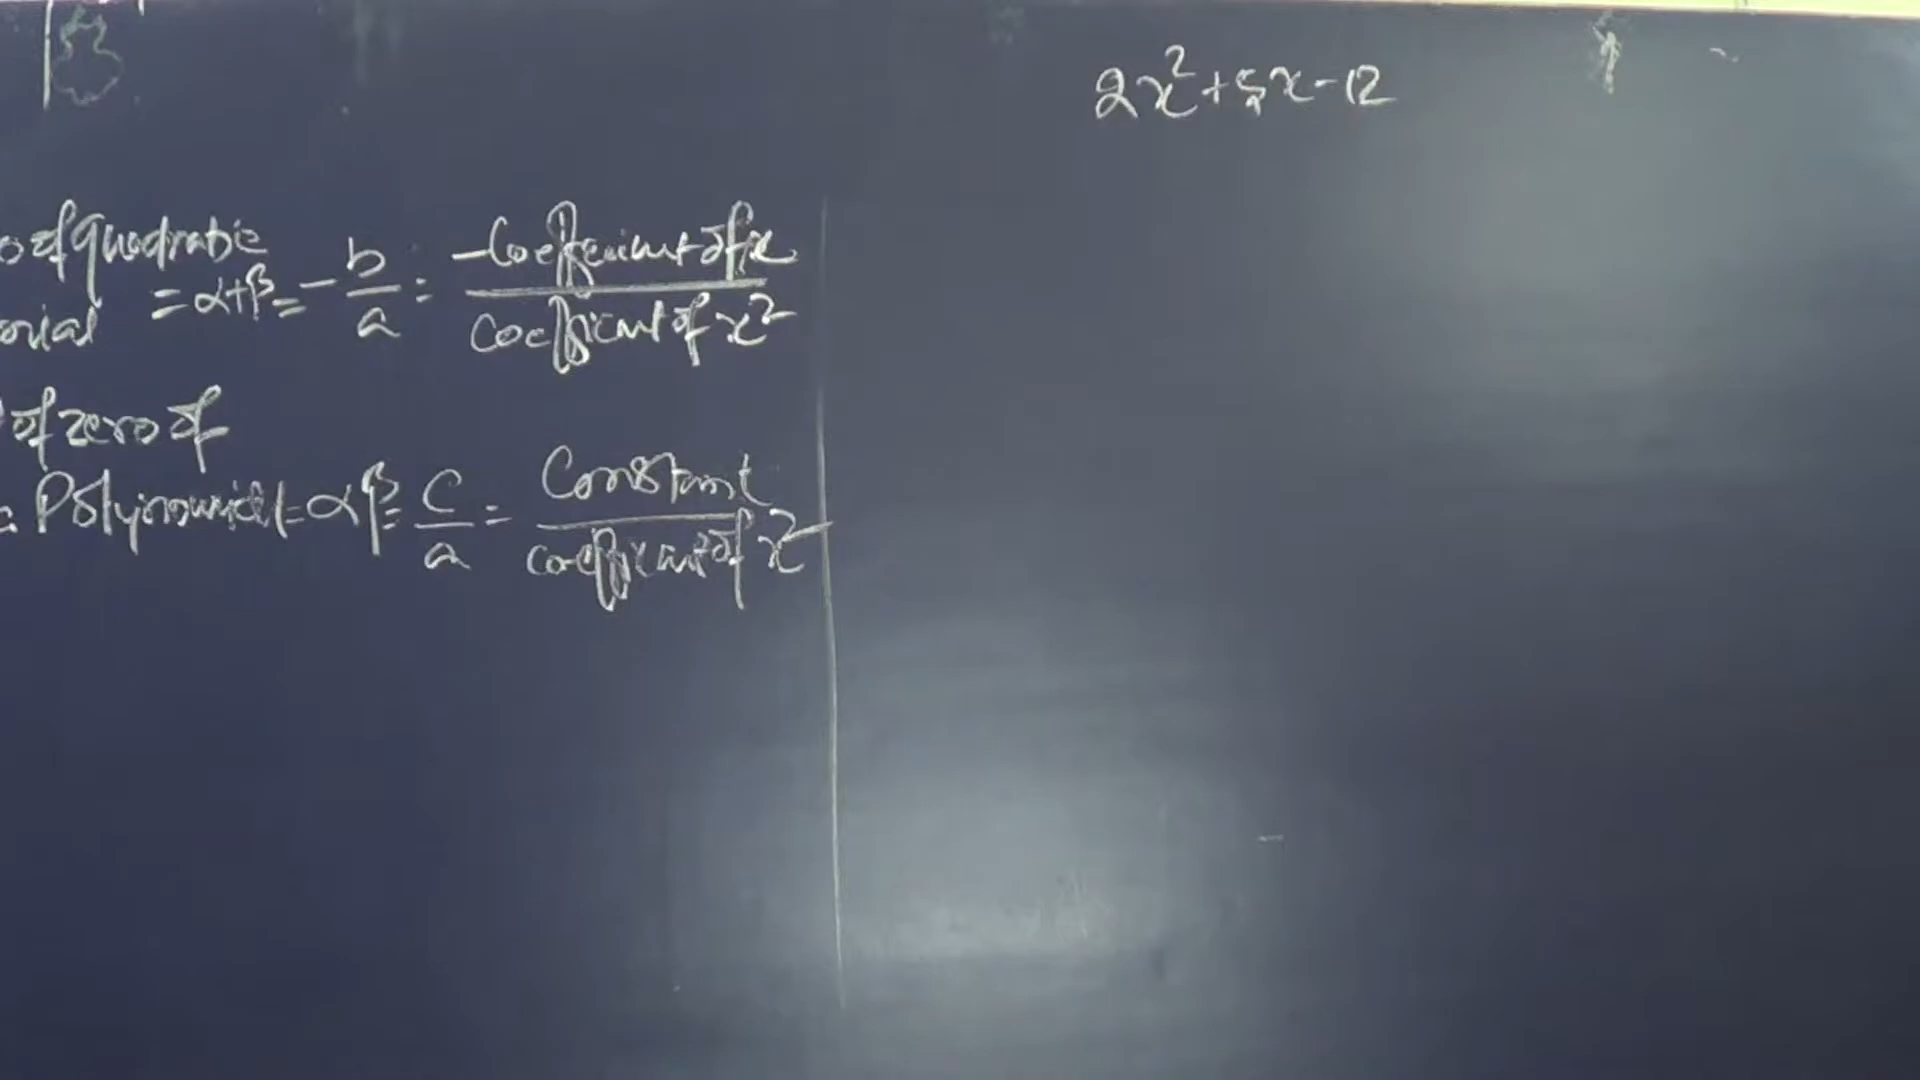 2x²+5x-12
of quadratic
= α+β = - b/a = -Coefficient of x / Coefficient of x²
of zero of
Polynomial = αβ = C/a = Constant / coefficient of x²